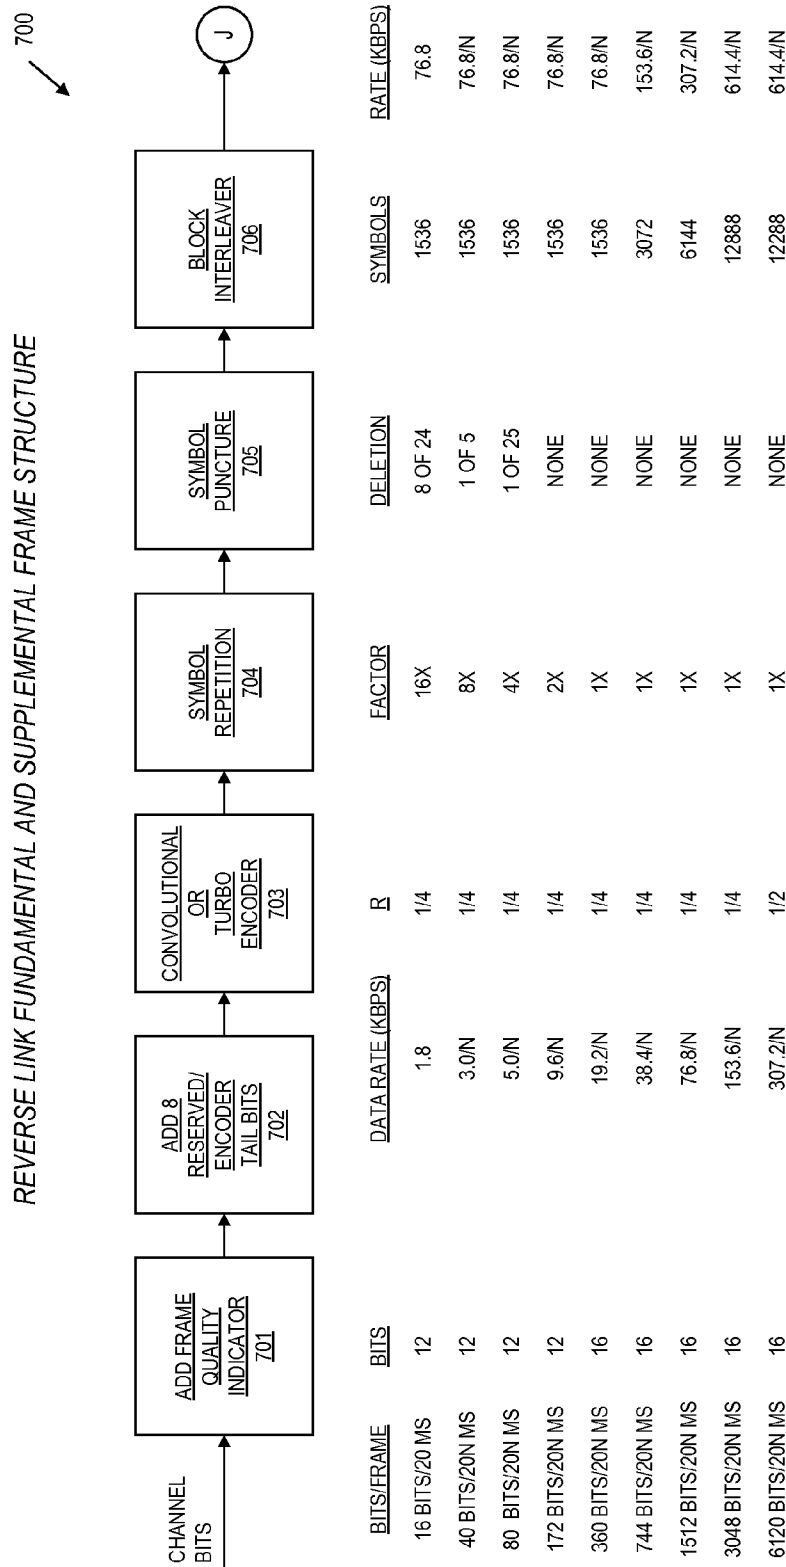 REVERSE LINK FUNDAMENTAL AND SUPPLEMENTAL FRAME STRUCTURE
700
CHANNEL
BITS
ADD FRAME
QUALITY
INDICATOR
701
ADD 8
RESERVED/
ENCODER
TAIL BITS
702
CONVOLUTIONAL
OR
TURBO
ENCODER
703
SYMBOL
REPETITION
704
SYMBOL
PUNCTURE
705
BLOCK
INTERLEAVER
706
J
BITS/FRAME BITS DATA RATE (KBPS) R FACTOR DELETION SYMBOLS RATE (KBPS)
16 BITS/20 MS 12 1.8 1/4 16X 8 OF 24 1536 76.8
40 BITS/20N MS 12 3.0/N 1/4 8X 1 OF 5 1536 76.8/N
80 BITS/20N MS 12 5.0/N 1/4 4X 1 OF 25 1536 76.8/N
172 BITS/20N MS 12 9.6/N 1/4 2X NONE 1536 76.8/N
360 BITS/20N MS 16 19.2/N 1/4 1X NONE 1536 76.8/N
744 BITS/20N MS 16 38.4/N 1/4 1X NONE 3072 153.6/N
1512 BITS/20N MS 16 76.8/N 1/4 1X NONE 6144 307.2/N
3048 BITS/20N MS 16 153.6/N 1/4 1X NONE 12888 614.4/N
6120 BITS/20N MS 16 307.2/N 1/2 1X NONE 12288 614.4/N